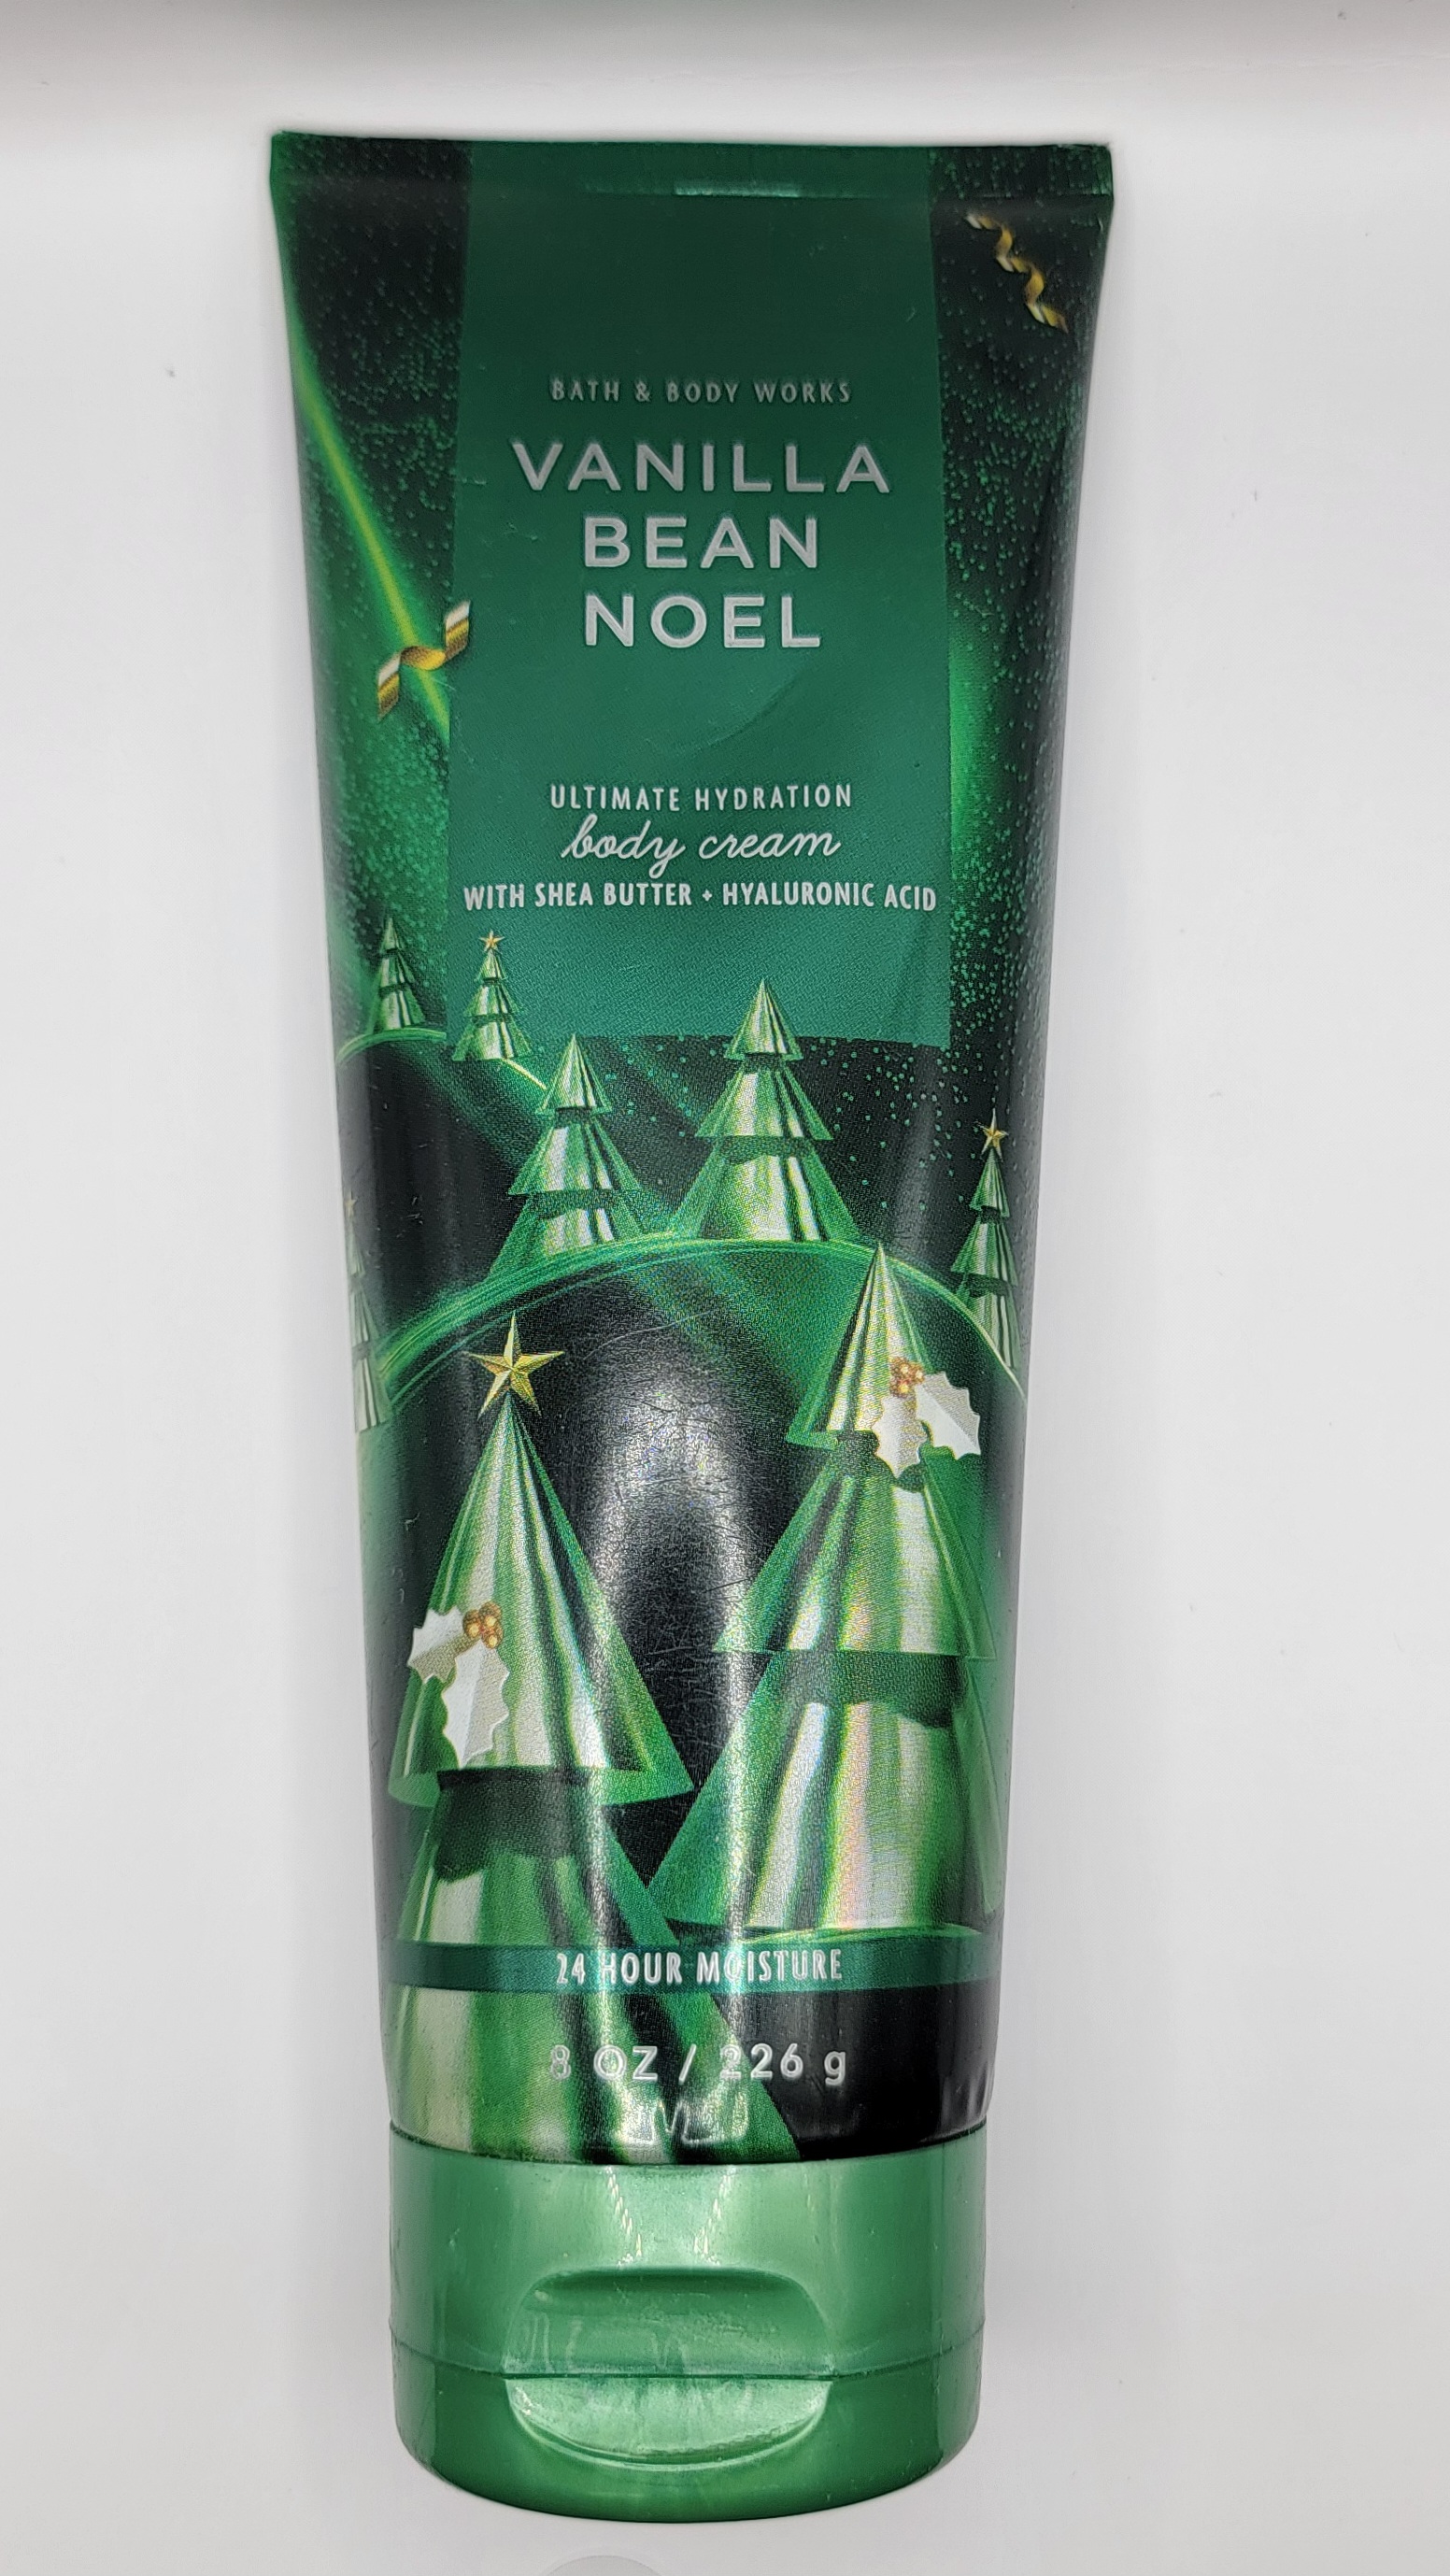 BATH & BODY WORKS
VANILLA
BEAN
NOEL
ULTIMATE HYDRATION
body cream
WITH SHEA BUTTER + HYALURONIC ACID
24 HOUR MOISTURE
8 OZ / 226 g